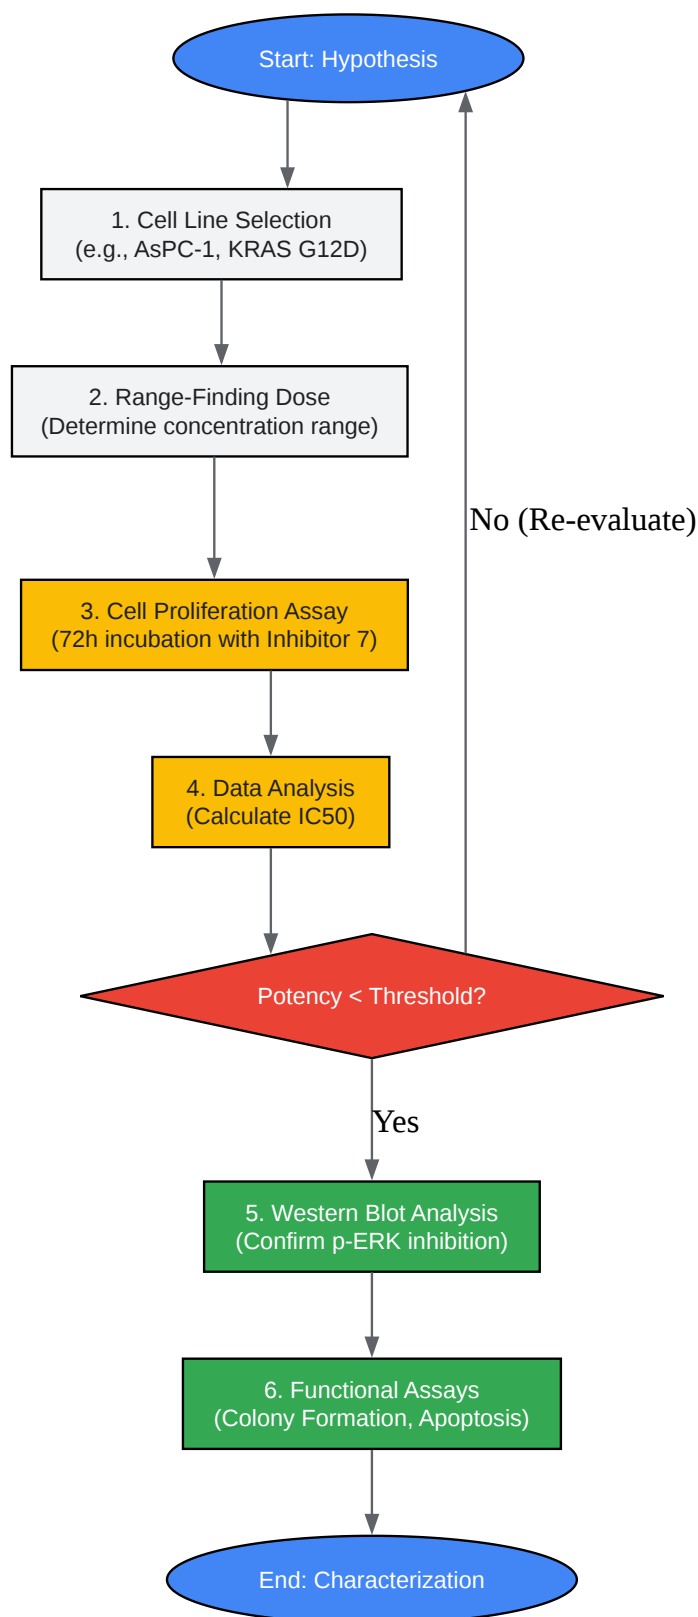 Start: Hypothesis
1. Cell Line Selection
(e.g., AsPC-1, KRAS G12D)
2. Range-Finding Dose
(Determine concentration range)
No (Re-evaluate)
3. Cell Proliferation Assay
(72h incubation with Inhibitor 7)
4. Data Analysis
(Calculate IC50)
Potency < Threshold?
Yes
5. Western Blot Analysis
(Confirm p-ERK inhibition)
6. Functional Assays
(Colony Formation, Apoptosis)
End: Characterization